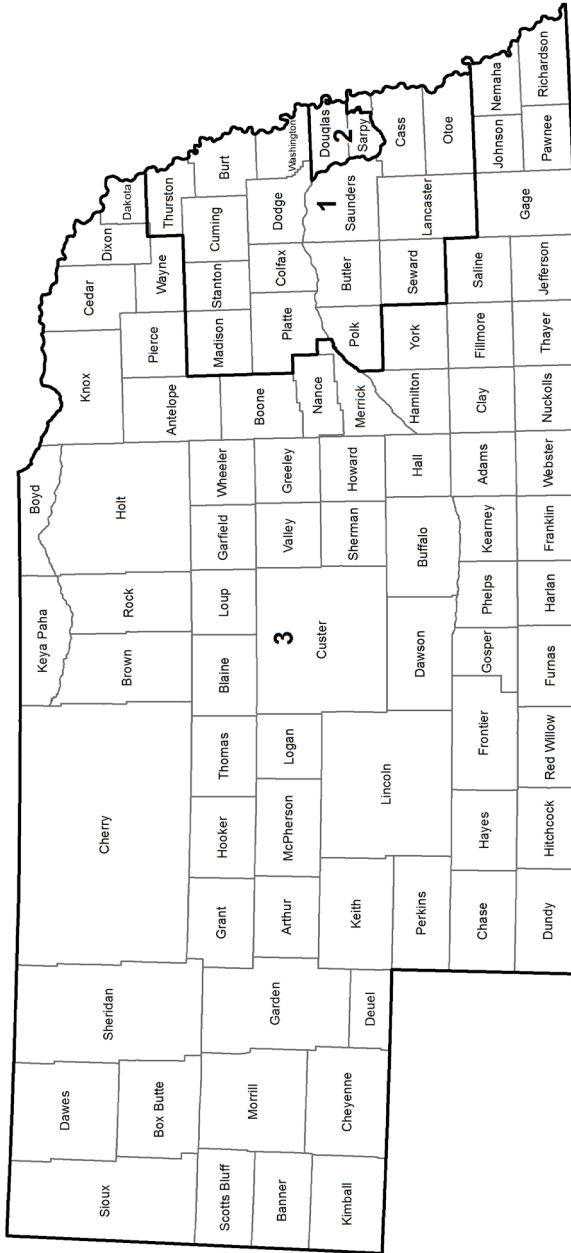 Sioux
Dawes
Sheridan
Cherry
Keya Paha
Boyd
Knox
Cedar
Dixon
Dakota
Box Butte
Brown
Rock
Holt
Antelope
Pierce
Wayne
Thurston
Scotts Bluff
Morrill
Garden
Grant
Hooker
Thomas
Blaine
Loup
Garfield
Wheeler
Boone
Madison
Stanton
Cuming
Burt
Banner
Arthur
McPherson
Logan
3
Custer
Valley
Greeley
Nance
Platte
Colfax
Dodge
Washington
Kimball
Cheyenne
Deuel
Keith
Lincoln
Sherman
Howard
Merrick
Polk
Butler
1
Saunders
Douglas
2
Sarpy
Perkins
Dawson
Buffalo
Hall
Hamilton
York
Seward
Lancaster
Cass
Otoe
Chase
Hayes
Frontier
Gosper
Phelps
Kearney
Adams
Clay
Fillmore
Saline
Gage
Johnson
Nemaha
Dundy
Hitchcock
Red Willow
Furnas
Harlan
Franklin
Webster
Nuckolls
Thayer
Jefferson
Pawnee
Richardson